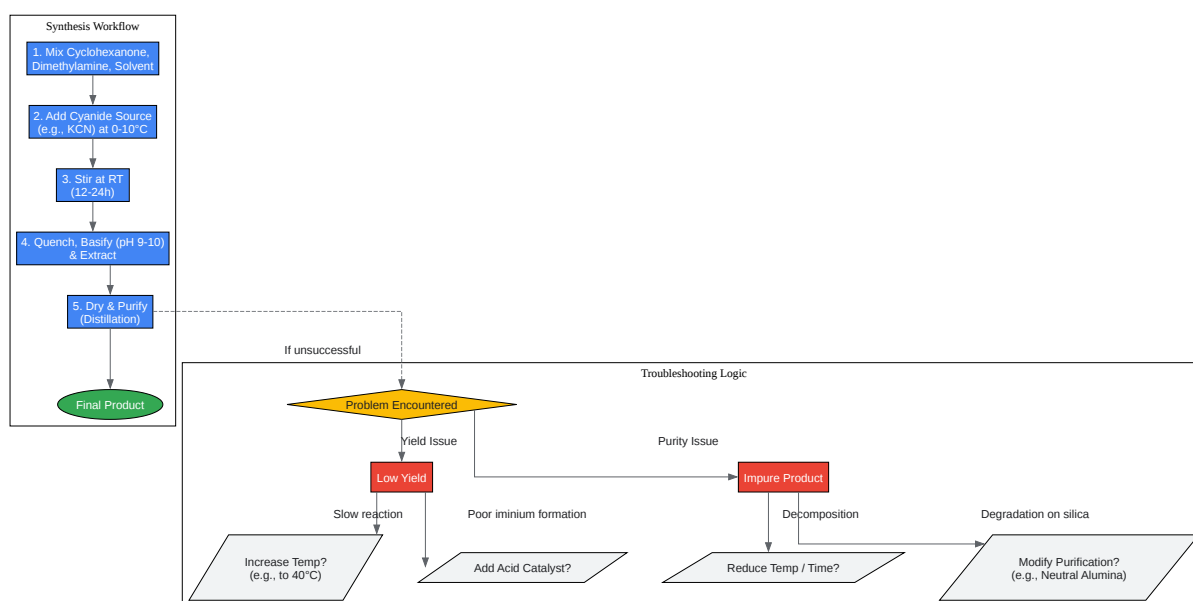 Synthesis Workflow
1. Mix Cyclohexanone,
Dimethylamine, Solvent
2. Add Cyanide Source
(e.g., KCN) at 0-10°C
3. Stir at RT
(12-24h)
4. Quench, Basify (pH 9-10)
& Extract
5. Dry & Purify
(Distillation)
Final Product
If unsuccessful
Troubleshooting Logic
Problem Encountered
Yield Issue
Purity Issue
Low Yield
Impure Product
Slow reaction
Poor iminium formation
Decomposition
Degradation on silica
Increase Temp?
(e.g., to 40°C)
Add Acid Catalyst?
Reduce Temp / Time?
Modify Purification?
(e.g., Neutral Alumina)